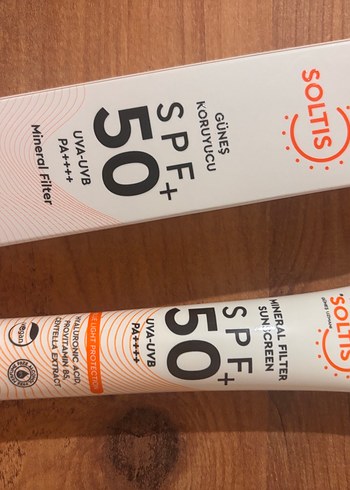 SOLTIS
GÜNEŞ
KORUYUCU
SPF
50+
UVA-UVB
PA++++
Mineral Filter
SOLTIS
MINERAL FILTER
SUNSCREEN
SPF
50+
UVA-UVB
PA++++
LIGHT PROTECTION
HYALURONIC ACID,
PROVITAMIN B5,
CENTELLA EXTRACT
vegan